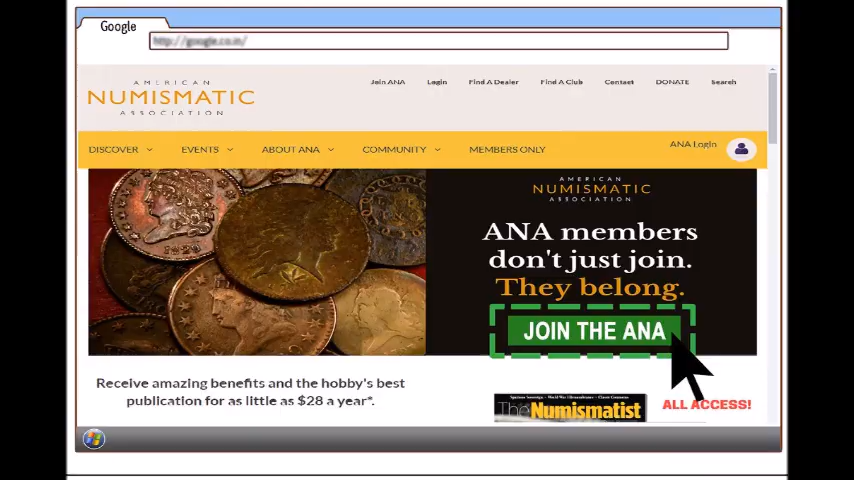 Google
http://google.co.in/
AMERICAN
NUMISMATIC
ASSOCIATION
Join ANA Login Find A Dealer Find A Club Contact DONATE Search
DISCOVER EVENTS ABOUT ANA COMMUNITY MEMBERS ONLY ANA Login
AMERICAN
NUMISMATIC
ASSOCIATION
ANA members
don't just join.
They belong.
JOIN THE ANA
Receive amazing benefits and the hobby's best
publication for as little as $28 a year*.
The Numismatist
ALL ACCESS!